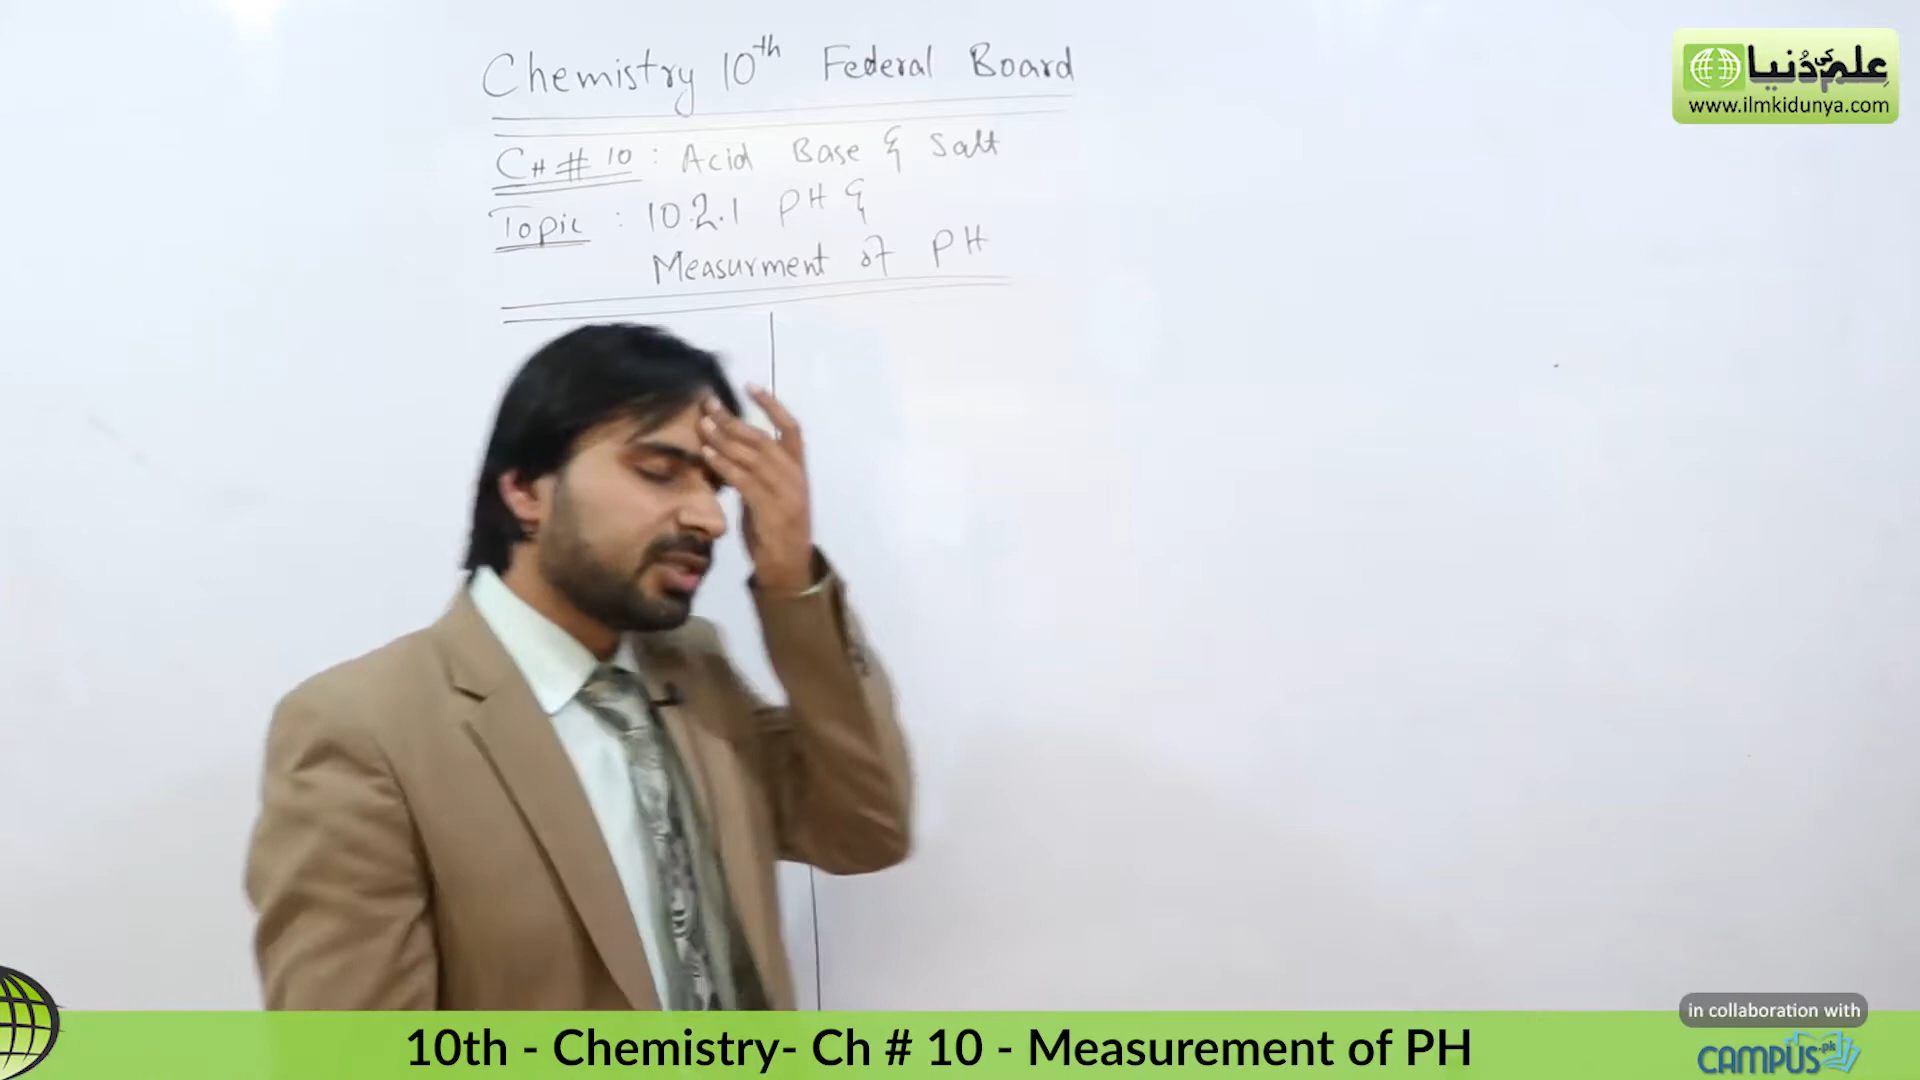 Chemistry 10th Federal Board
CH # 10 : Acid Base & Salt
Topic : 10.2.1 PH &
Measurment of PH
علم کی دُنیا
www.ilmkidunya.com
in collaboration with
CAMPUS.pk
10th - Chemistry- Ch # 10 - Measurement of PH